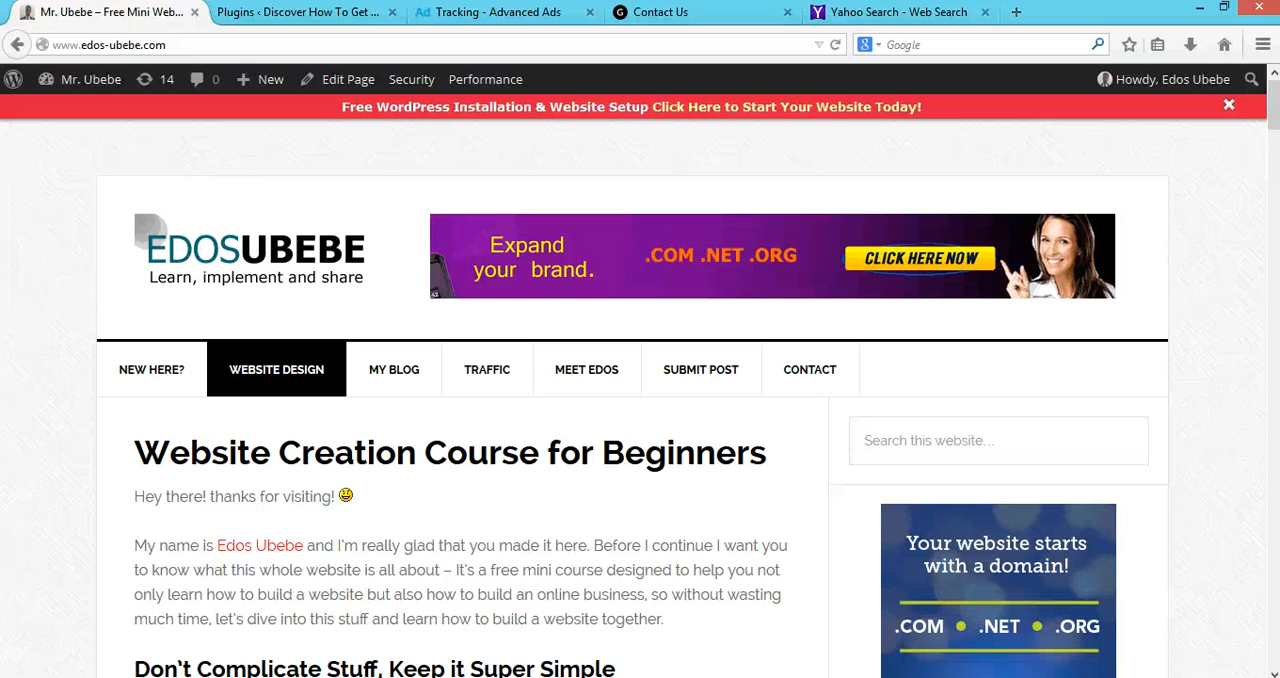 Mr. Ubebe – Free Mini Web... Plugins ‹ Discover How To Get ... Ad Tracking - Advanced Ads G Contact Us Y Yahoo Search - Web Search
www.edos-ubebe.com 8 Google
Mr. Ubebe 14 0 New Edit Page Security Performance Howdy, Edos Ubebe
Free WordPress Installation & Website Setup Click Here to Start Your Website Today!
EDOSUBEBE
Learn, implement and share
Expand
your brand.
.COM .NET .ORG
CLICK HERE NOW
NEW HERE? WEBSITE DESIGN MY BLOG TRAFFIC MEET EDOS SUBMIT POST CONTACT
Website Creation Course for Beginners
Hey there! thanks for visiting!
My name is Edos Ubebe and I'm really glad that you made it here. Before I continue I want you
to know what this whole website is all about – It's a free mini course designed to help you not
only learn how to build a website but also how to build an online business, so without wasting
much time, let's dive into this stuff and learn how to build a website together.
Don't Complicate Stuff, Keep it Super Simple
Search this website...
Your website starts
with a domain!
.COM • .NET • .ORG